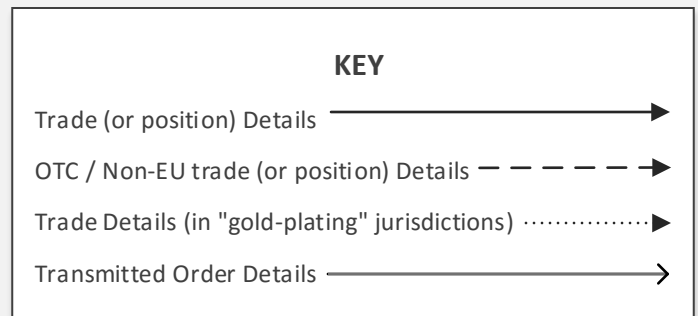 KEY
Trade (or position) Details
OTC / Non-EU trade (or position) Details
Trade Details (in "gold-plating" jurisdictions)
Transmitted Order Details